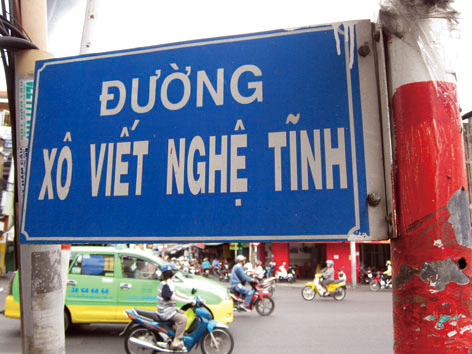 ĐƯỜNG
XÔ VIẾT NGHỆ TĨNH